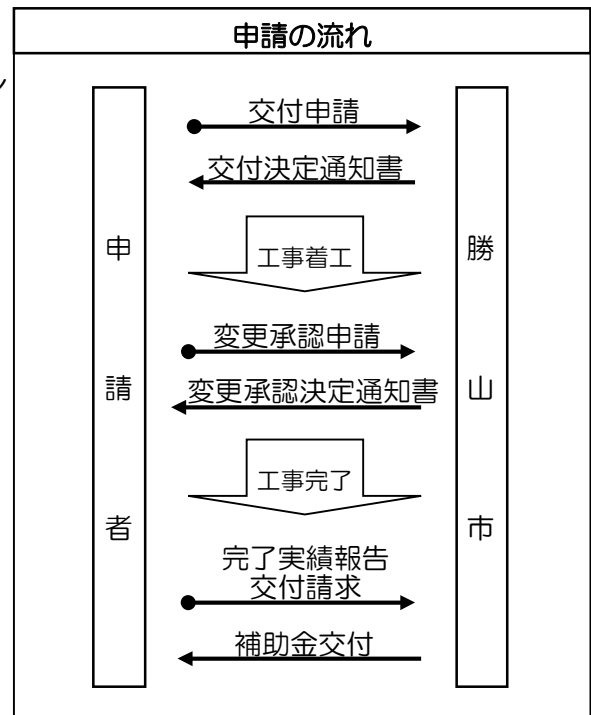 申請の流れ
交付申請
交付決定通知書
工事着工
変更承認申請
変更承認決定通知書
工事完了
完了実績報告
交付請求
補助金交付
申請者
勝山市